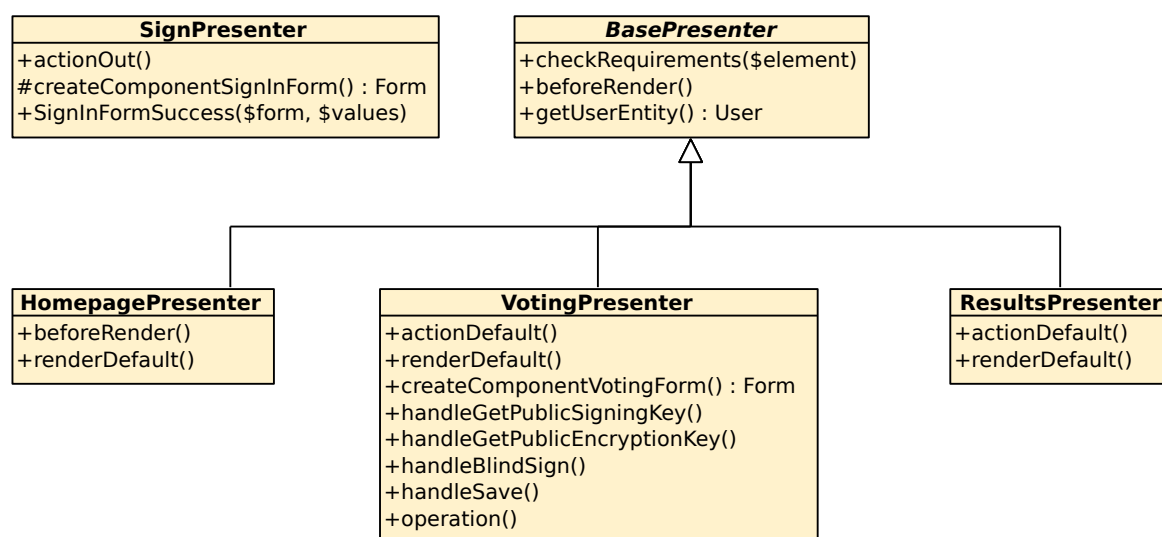 SignPresenter
+actionOut()
#createComponentSignInForm() : Form
+SignInFormSuccess($form, $values)
BasePresenter
+checkRequirements($element)
+beforeRender()
+getUserEntity() : User
HomepagePresenter
+beforeRender()
+renderDefault()
VotingPresenter
+actionDefault()
+renderDefault()
+createComponentVotingForm() : Form
+handleGetPublicSigningKey()
+handleGetPublicEncryptionKey()
+handleBlindSign()
+handleSave()
+operation()
ResultsPresenter
+actionDefault()
+renderDefault()